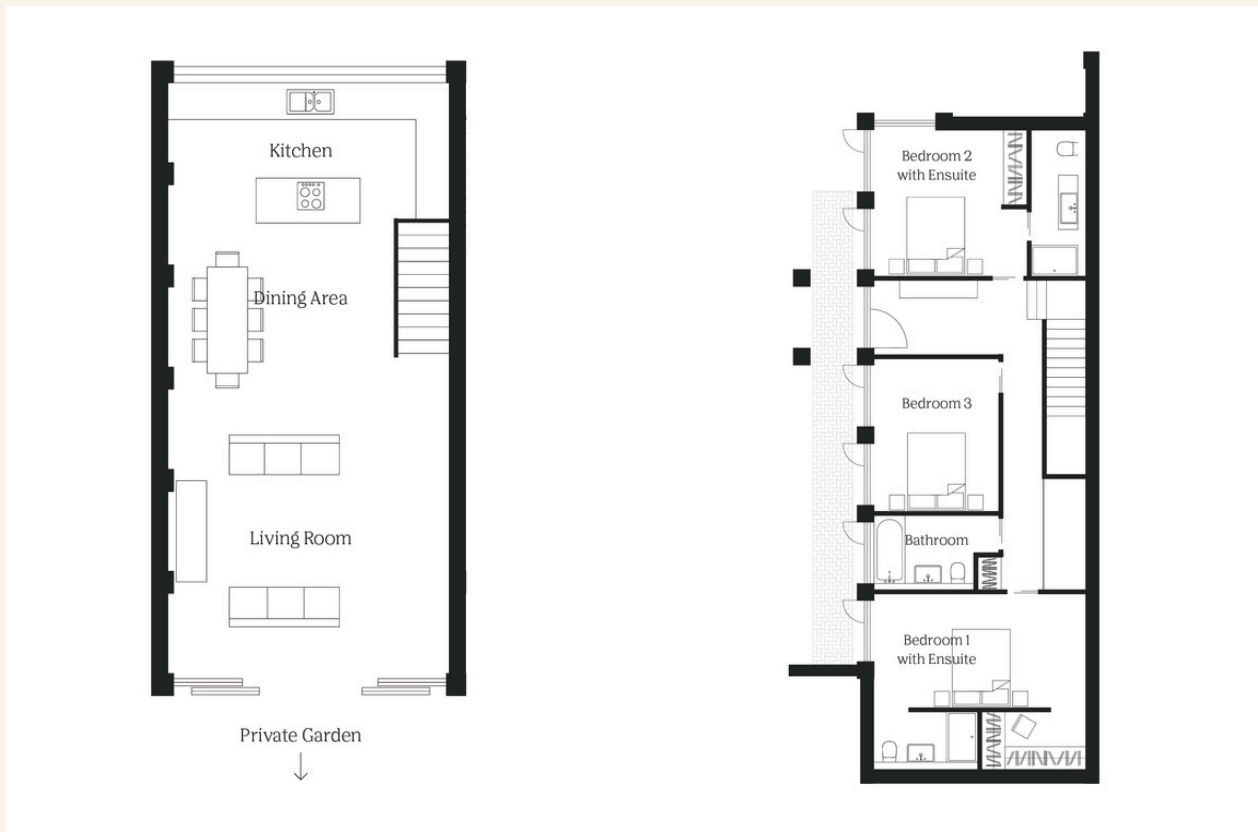 Kitchen
Dining Area
Living Room
Private Garden
Bedroom 2
with Ensuite
Bedroom 3
Bathroom
Bedroom 1
with Ensuite